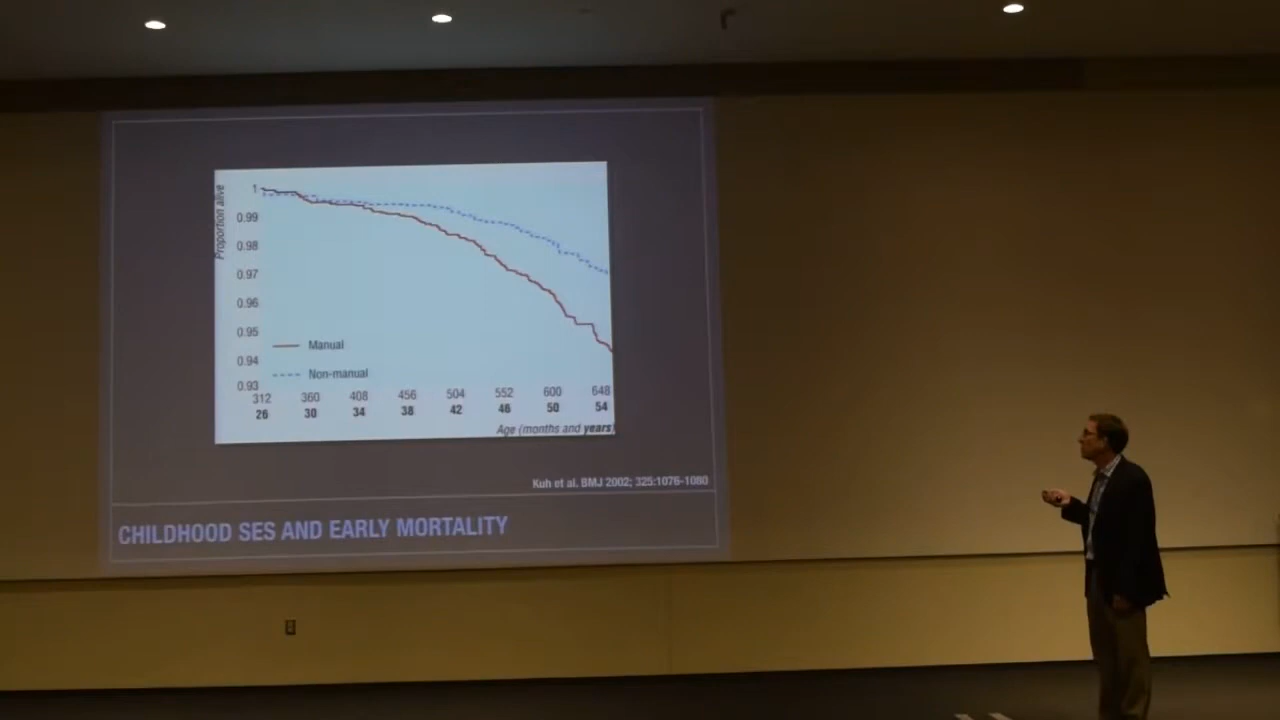 Proportion alive
1
0.99
0.98
0.97
0.96
0.95
0.94
0.93
Manual
Non-manual
312 360 408 456 504 552 600 648
26 30 34 38 42 46 50 54
Age (months and years)
Kuh et al. BMJ 2002; 325:1076-1080
CHILDHOOD SES AND EARLY MORTALITY